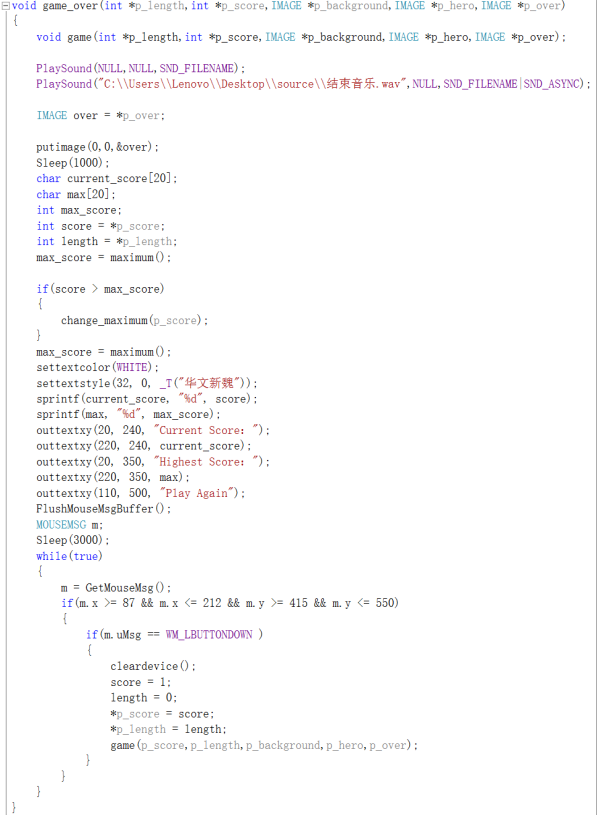 void game_over(int *p_length,int *p_score,IMAGE *p_background,IMAGE *p_hero,IMAGE *p_over)
{
    void game(int *p_length,int *p_score,IMAGE *p_background,IMAGE *p_hero,IMAGE *p_over);

    PlaySound(NULL,NULL,SND_FILENAME);
    PlaySound("C:\\Users\\Lenovo\\Desktop\\source\\结束音乐.wav",NULL,SND_FILENAME|SND_ASYNC);

    IMAGE over = *p_over;

    putimage(0,0,&over);
    Sleep(1000);
    char current_score[20];
    char max[20];
    int max_score;
    int score = *p_score;
    int length = *p_length;
    max_score = maximum();

    if(score > max_score)
    {
        change_maximum(p_score);
    }
    max_score = maximum();
    settextcolor(WHITE);
    settextstyle(32, 0, _T("华文新魏"));
    sprintf(current_score, "%d", score);
    sprintf(max, "%d", max_score);
    outtextxy(20, 240, "Current Score：");
    outtextxy(220, 240, current_score);
    outtextxy(20, 350, "Highest Score：");
    outtextxy(220, 350, max);
    outtextxy(110, 500, "Play Again");
    FlushMouseMsgBuffer();
    MOUSEMSG m;
    Sleep(3000);
    while(true)
    {
        m = GetMouseMsg();
        if(m.x >= 87 && m.x <= 212 && m.y >= 415 && m.y <= 550)
        {
            if(m.uMsg == WM_LBUTTONDOWN )
            {
                cleardevice();
                score = 1;
                length = 0;
                *p_score = score;
                *p_length = length;
                game(p_score,p_length,p_background,p_hero,p_over);
            }
        }
    }
}